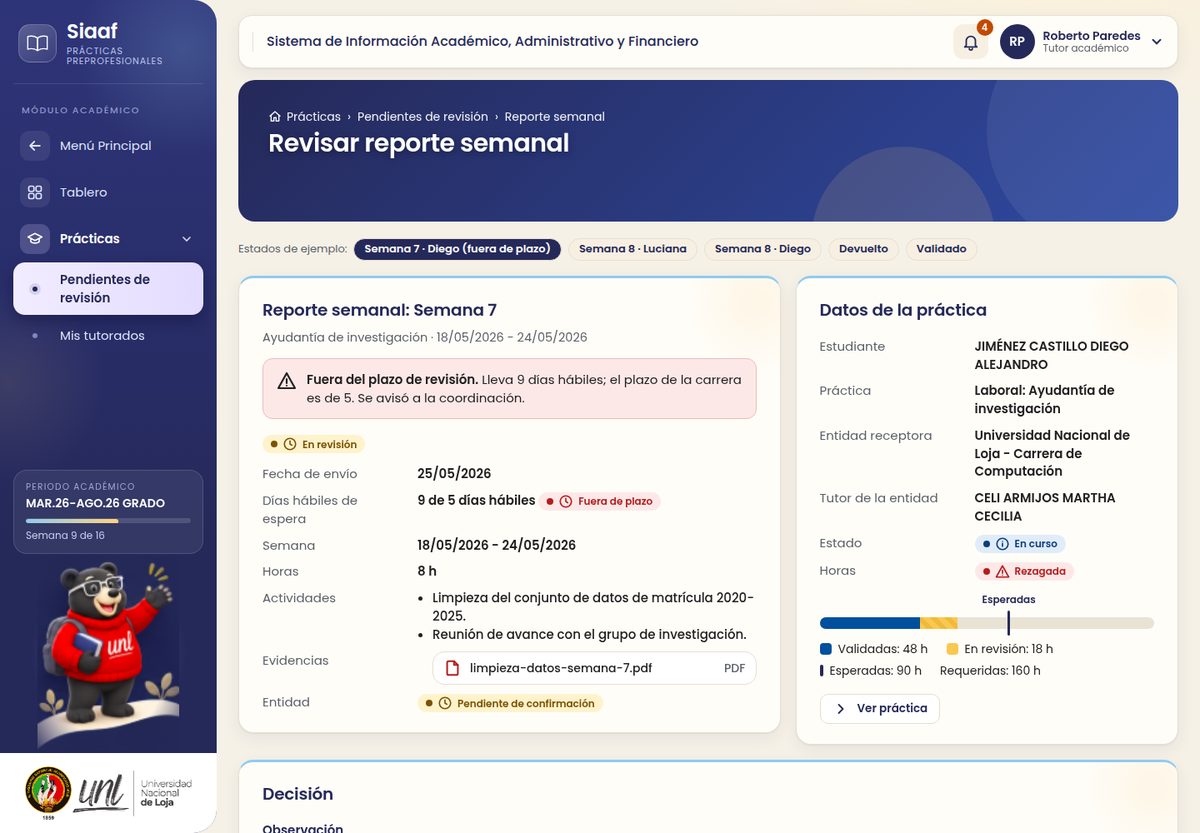 Siaaf
PRÁCTICAS
PREPROFESIONALES
MÓDULO ACADÉMICO
Menú Principal
Tablero
Prácticas
Pendientes de
revisión
Mis tutorados
PERIODO ACADÉMICO
MAR.26-AGO.26 GRADO
Semana 9 de 16
unl
1859
unl
Universidad
Nacional
de Loja
Sistema de Información Académico, Administrativo y Financiero
4
RP
Roberto Paredes
Tutor académico
Prácticas › Pendientes de revisión › Reporte semanal
Revisar reporte semanal
Estados de ejemplo:
Semana 7 · Diego (fuera de plazo)
Semana 8 · Luciana
Semana 8 · Diego
Devuelto
Validado
Reporte semanal: Semana 7
Ayudantía de investigación · 18/05/2026 - 24/05/2026
Fuera del plazo de revisión. Lleva 9 días hábiles; el plazo de la carrera
es de 5. Se avisó a la coordinación.
En revisión
Fecha de envío 25/05/2026
Días hábiles de
espera
9 de 5 días hábiles Fuera de plazo
Semana 18/05/2026 - 24/05/2026
Horas 8 h
Actividades
• Limpieza del conjunto de datos de matrícula 2020-
2025.
• Reunión de avance con el grupo de investigación.
Evidencias
limpieza-datos-semana-7.pdf PDF
Entidad Pendiente de confirmación
Datos de la práctica
Estudiante
JIMÉNEZ CASTILLO DIEGO
ALEJANDRO
Práctica
Laboral: Ayudantía de
investigación
Entidad receptora
Universidad Nacional de
Loja - Carrera de
Computación
Tutor de la entidad
CELI ARMIJOS MARTHA
CECILIA
Estado En curso
Horas Rezagada
Esperadas
Validadas: 48 h En revisión: 18 h
Esperadas: 90 h Requeridas: 160 h
Ver práctica
Decisión
Observación